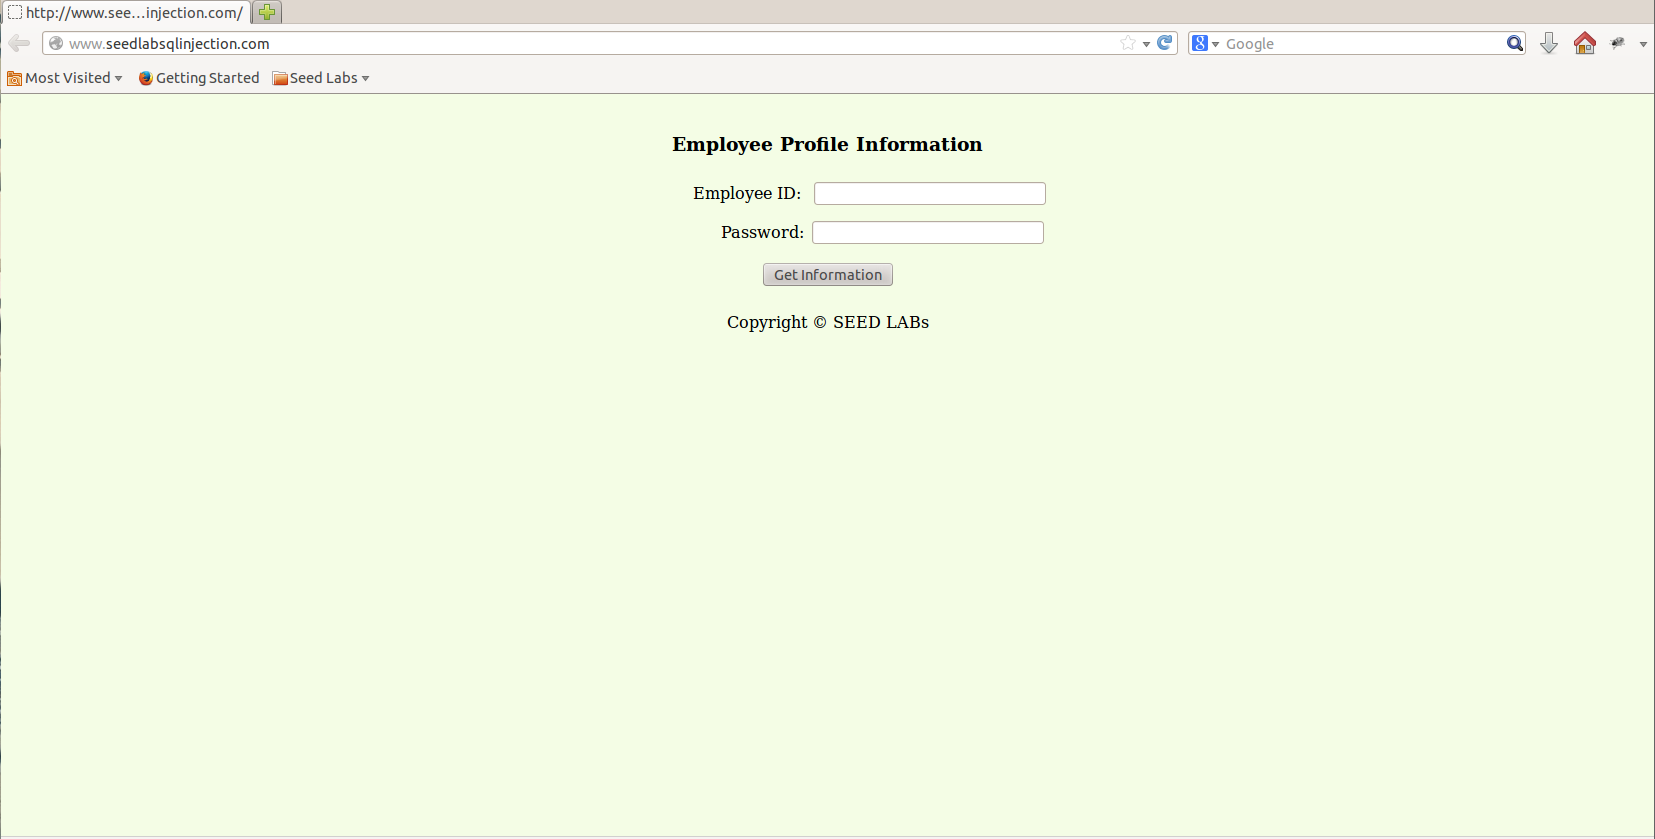 http://www.see...injection.com/
www.seedlabsqlinjection.com
8 Google
Most Visited Getting Started Seed Labs
Employee Profile Information
Employee ID:
Password:
Get Information
Copyright © SEED LABs